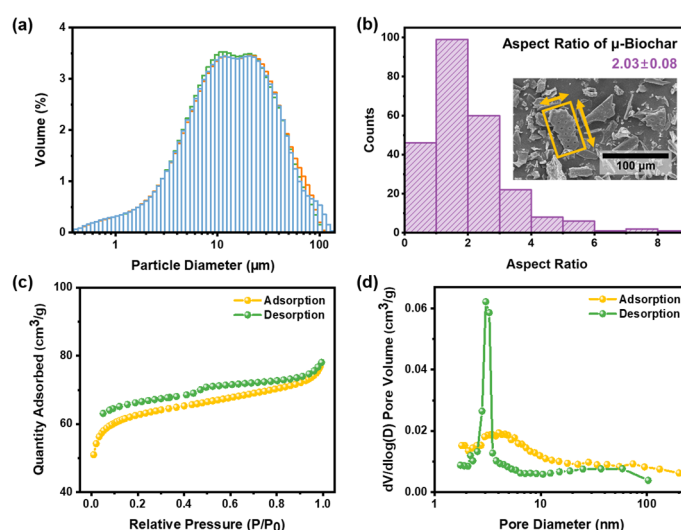 (a)
4
3
2
1
0
Volume (%)
1
10
100
Particle Diameter (µm)
(b)
100
80
60
40
20
0
Counts
Aspect Ratio of µ-Biochar
2.03±0.08
100 µm
0
2
4
6
8
Aspect Ratio
(c)
100
80
60
40
Quantity Adsorbed (cm³/g)
Adsorption
Desorption
0.0
0.2
0.4
0.6
0.8
1.0
Relative Pressure (P/P₀)
(d)
0.06
0.04
0.02
0.00
dV/dlog(D) Pore Volume (cm³/g)
Adsorption
Desorption
1
10
100
Pore Diameter (nm)